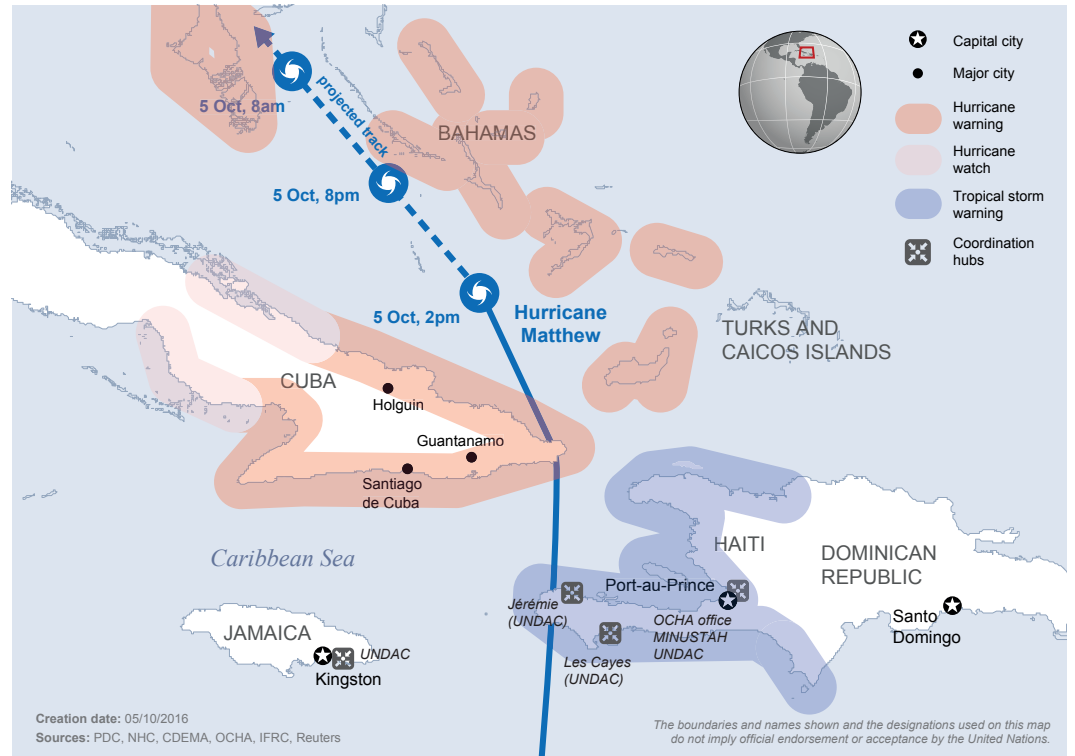 Capital city
Major city
Hurricane
warning
Hurricane
watch
Tropical storm
warning
Coordination
hubs
5 Oct, 8am
projected track
BAHAMAS
5 Oct, 8pm
5 Oct, 2pm
Hurricane
Matthew
TURKS AND
CAICOS ISLANDS
CUBA
Holguin
Guantanamo
Santiago
de Cuba
Caribbean Sea
HAITI
DOMINICAN
REPUBLIC
Port-au-Prince
Jérémie
(UNDAC)
OCHA office
MINUSTAH
UNDAC
Les Cayes
(UNDAC)
Santo
Domingo
JAMAICA
UNDAC
Kingston
Creation date: 05/10/2016
Sources: PDC, NHC, CDEMA, OCHA, IFRC, Reuters
The boundaries and names shown and the designations used on this map
do not imply official endorsement or acceptance by the United Nations.